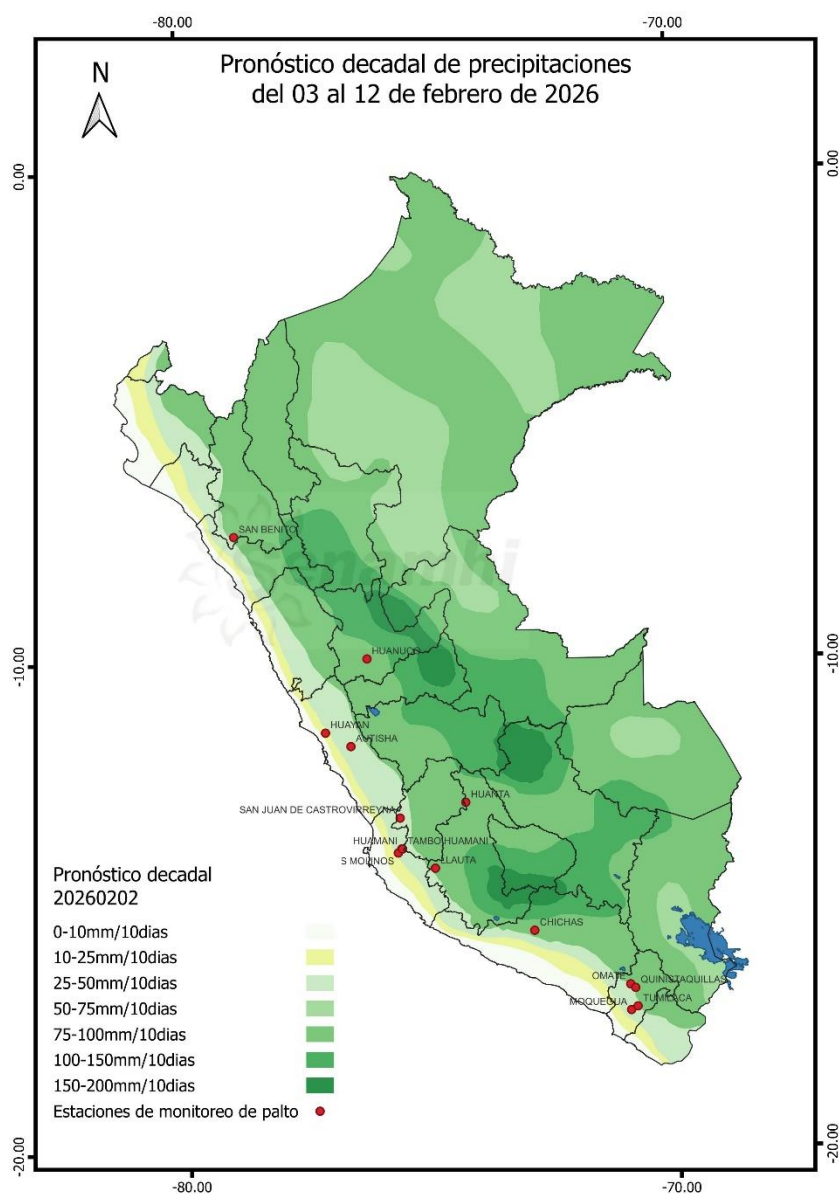 -80.00
-70.00
Pronóstico decadal de precipitaciones
del 03 al 12 de febrero de 2026
N
0.00
0.00
SAN BENITO
Senamhi
HUANUCO
-10.00
-10.00
HUAYAN
AUTISHA
HUANTA
SAN JUAN DE CASTROVIRREYNA
HUAMANI
TAMBO HUAMANI
S MOLINOS
LLAUTA
Pronóstico decadal
20260202
0-10mm/10dias
10-25mm/10dias
CHICHAS
25-50mm/10dias
OMATE
QUINISTAQUILLAS
50-75mm/10dias
MOQUEGUA
TUMILACA
75-100mm/10dias
100-150mm/10dias
150-200mm/10dias
Estaciones de monitoreo de palto
-20.00
-20.00
-80.00
-70.00